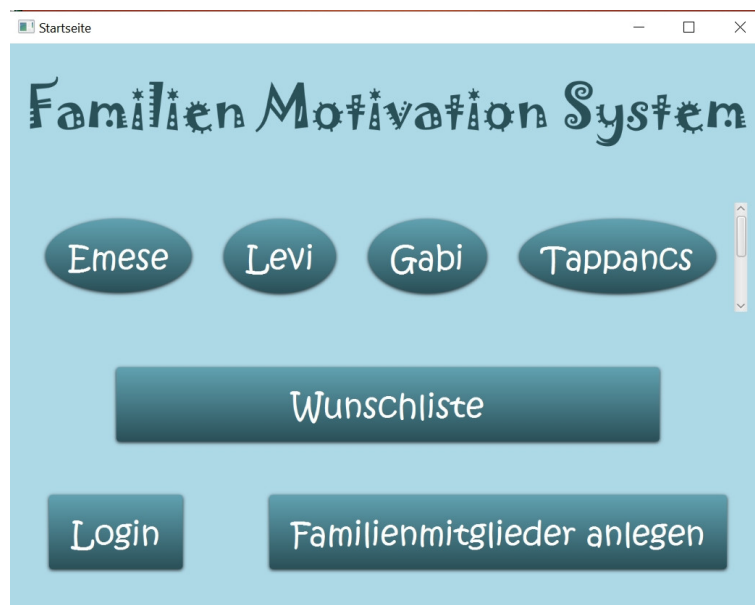 Startseite
Familien Motivation System
Emese Levi Gabi Tappancs
Wunschliste
Login Familienmitglieder anlegen